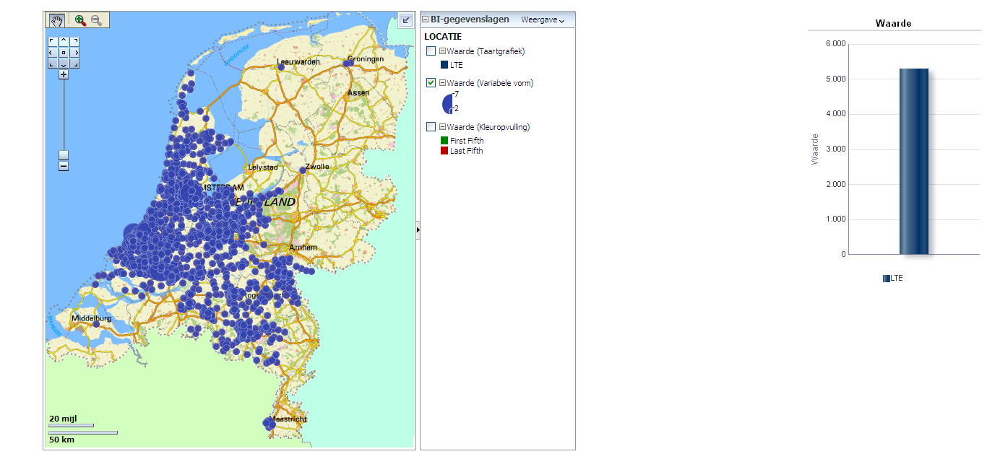 WADDENZEE
Leeuwarden
Groningen
Assen
Lelystad
Zwolle
MSTERDAM
LAND
Arnhem
Middelburg
Maastricht
20 mijl
50 km
BI-gegevenslagen
Weergave
LOCATIE
Waarde (Taartgrafiek)
LTE
Waarde (Variabele vorm)
7
2
Waarde (Kleuropvulling)
First Fifth
Last Fifth
Waarde
6.000
5.000
4.000
3.000
2.000
1.000
0
Waarde
LTE